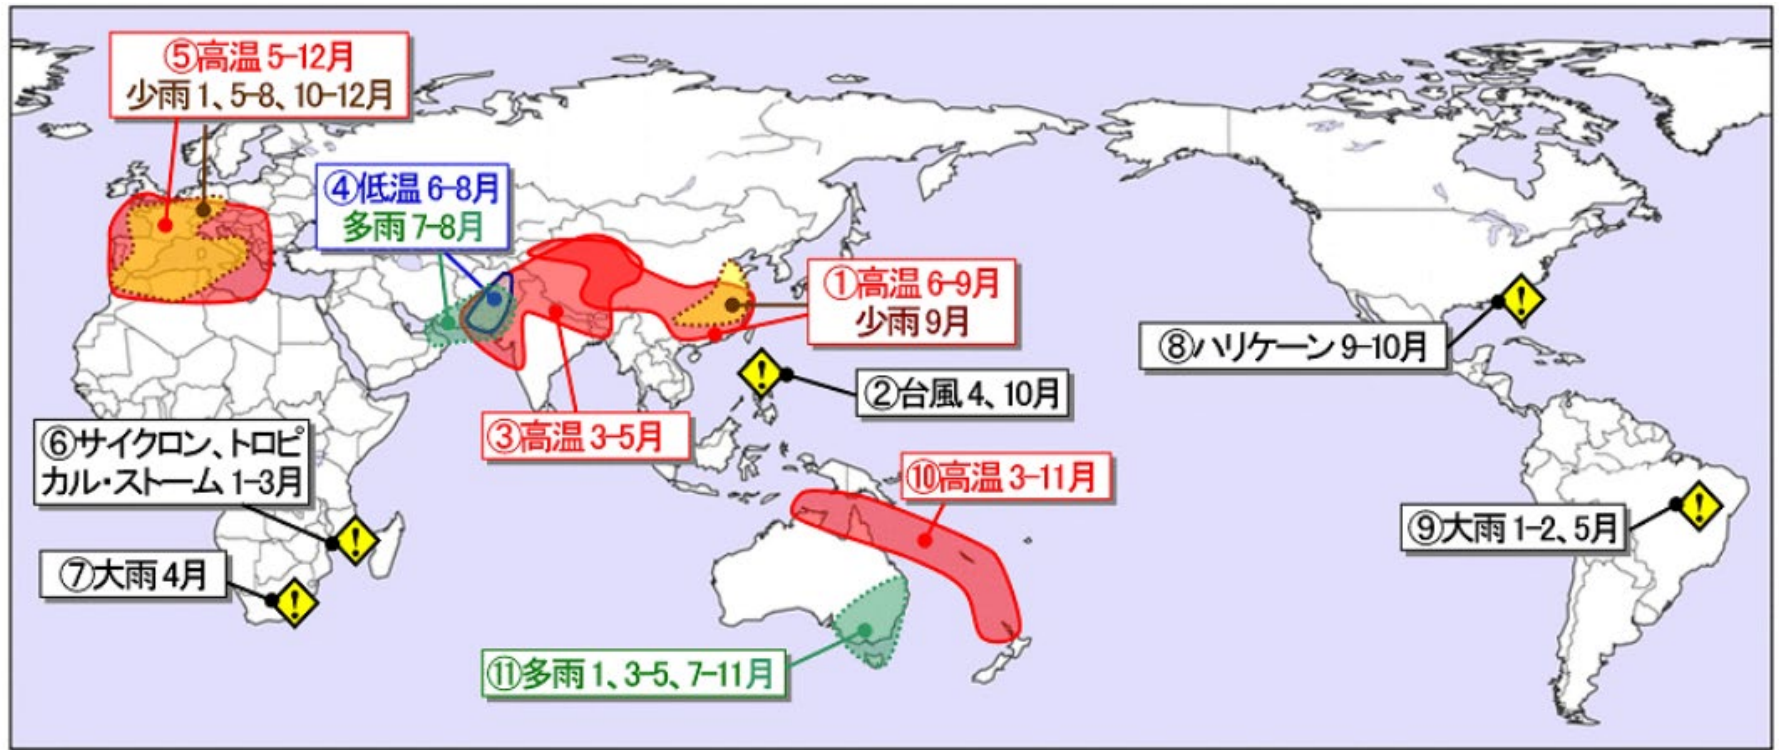 ⑤高温 5-12月
少雨 1、5-8、10-12月
④低温 6-8月
多雨 7-8月
①高温 6-9月
少雨 9月
⑧ハリケーン 9-10月
②台風 4、10月
③高温 3-5月
⑥サイクロン、トロピ
カル・ストーム 1-3月
⑩高温 3-11月
⑨大雨 1-2、5月
⑦大雨 4月
⑪多雨 1、3-5、7-11月